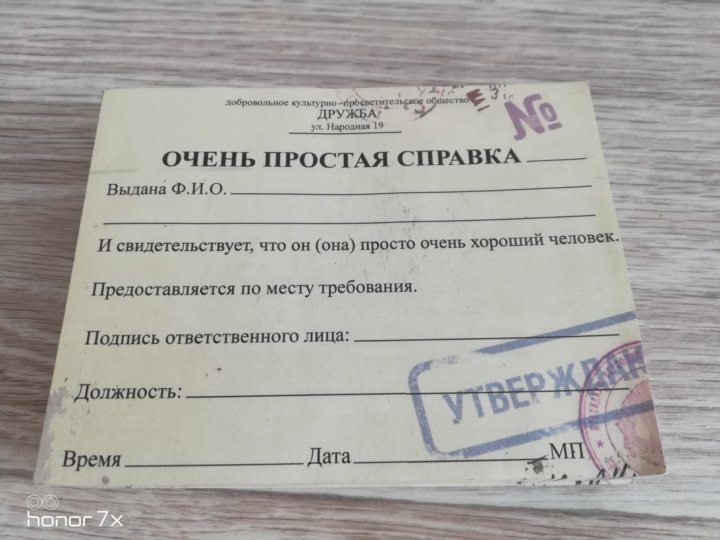 добровольное культурно - просветительское общество
ДРУЖБА
ул. Народная 19
№
ОЧЕНЬ ПРОСТАЯ СПРАВКА
Выдана Ф.И.О.
И свидетельствует, что он (она) просто очень хороший человек.
Предоставляется по месту требования.
Подпись ответственного лица:
Должность:
УТВЕРЖДАН
Время Дата МП
honor 7x